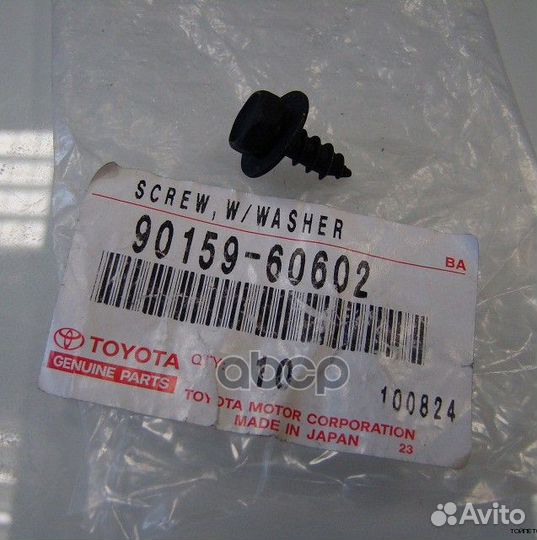 SCREW, W/WASHER
90159-60602
BA
TOYOTA
GENUINE PARTS
QTY. 10
100824
TOYOTA MOTOR CORPORATION
MADE IN JAPAN
23
abcp
Avito